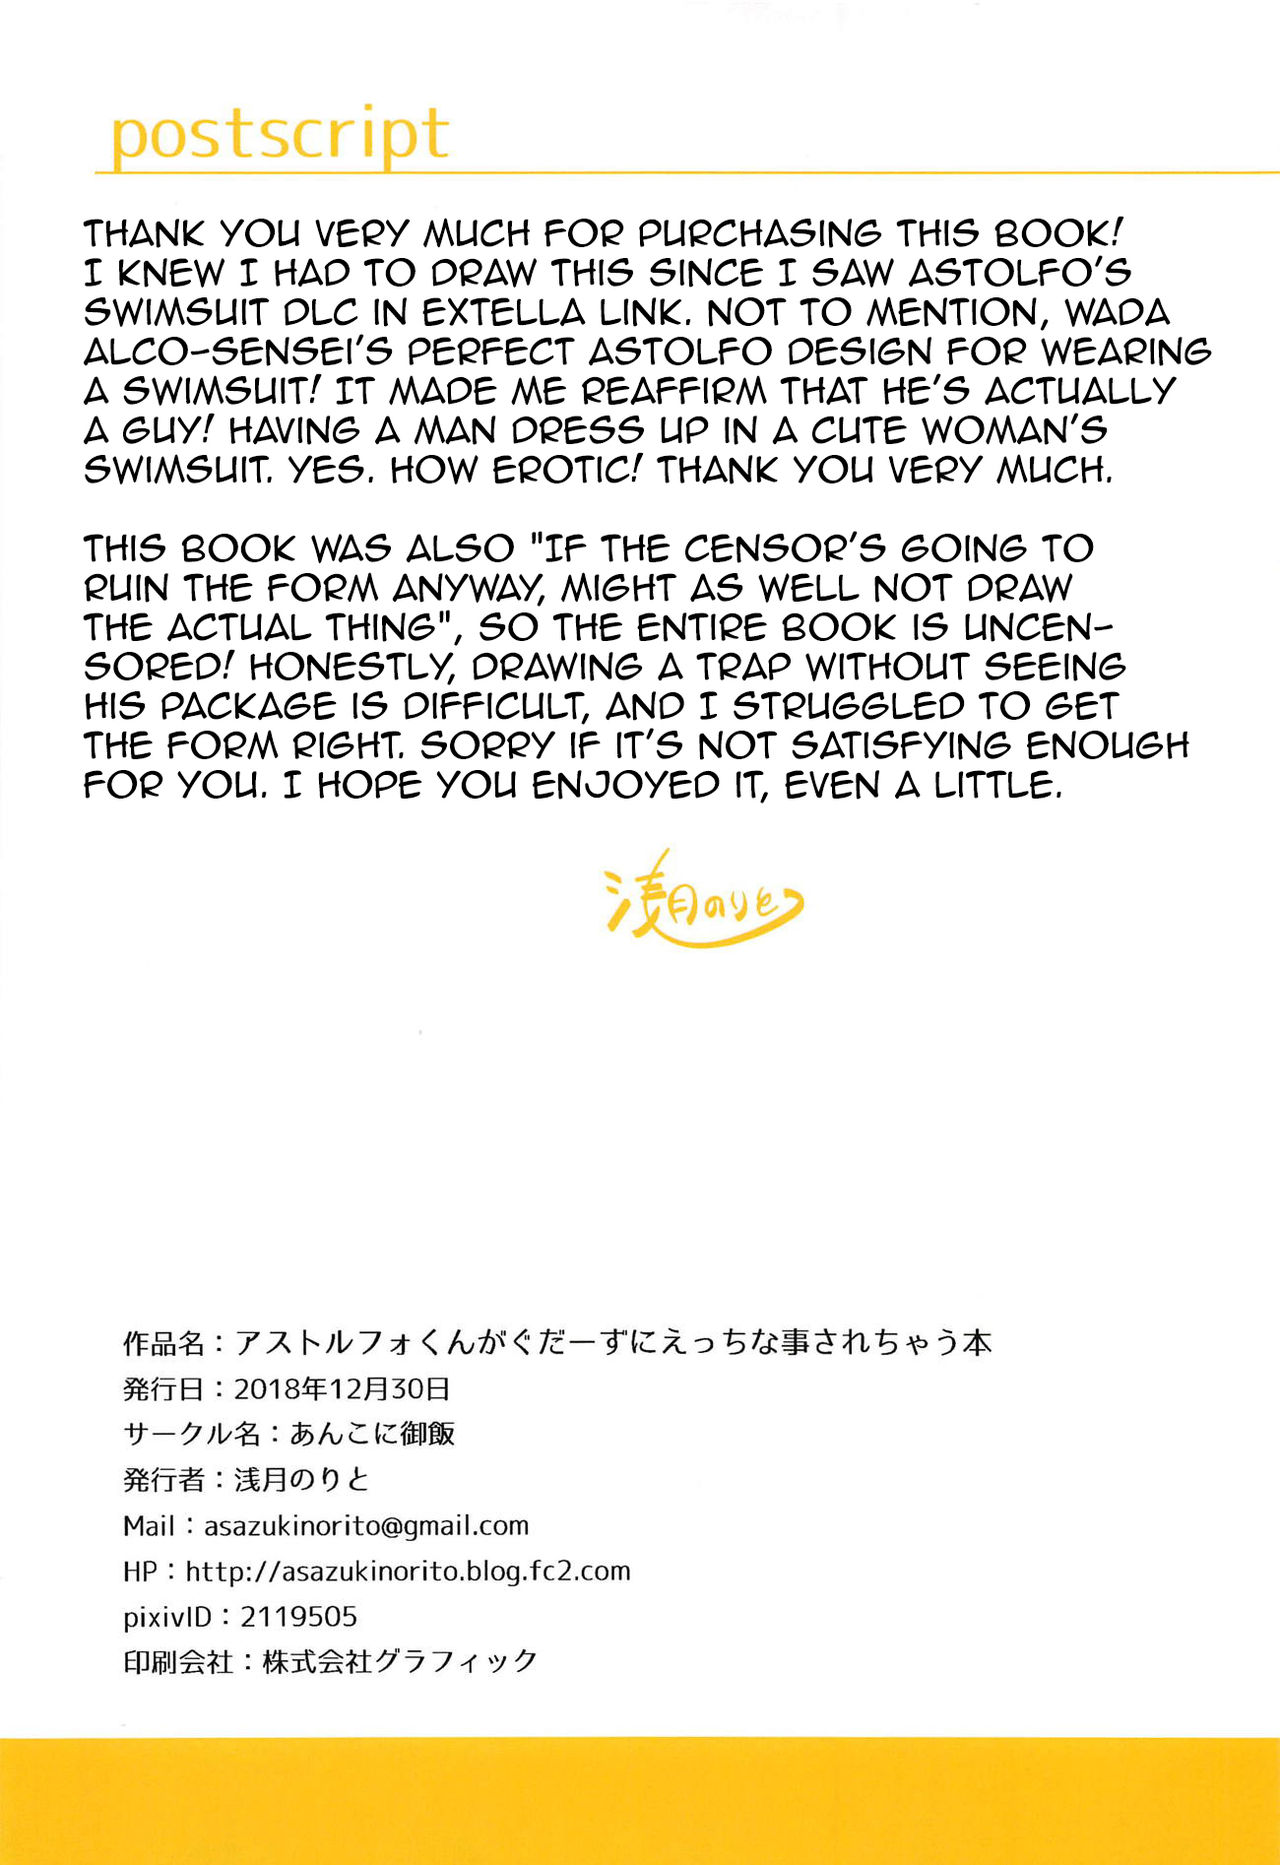 postscript
THANK YOU VERY MUCH FOR PURCHASING THIS BOOK!
I KNEW I HAD TO DRAW THIS SINCE I SAW ASTOLFO'S
SWIMSUIT DLC IN EXTELLA LINK. NOT TO MENTION, WADA
ALCO-SENSEI'S PERFECT ASTOLFO DESIGN FOR WEARING
A SWIMSUIT! IT MADE ME REAFFIRM THAT HE'S ACTUALLY
A GUY! HAVING A MAN DRESS UP IN A CUTE WOMAN'S
SWIMSUIT. YES. HOW EROTIC! THANK YOU VERY MUCH.
THIS BOOK WAS ALSO "IF THE CENSOR'S GOING TO
RUIN THE FORM ANYWAY, MIGHT AS WELL NOT DRAW
THE ACTUAL THING", SO THE ENTIRE BOOK IS UNCEN-
SORED! HONESTLY, DRAWING A TRAP WITHOUT SEEING
HIS PACKAGE IS DIFFICULT, AND I STRUGGLED TO GET
THE FORM RIGHT. SORRY IF IT'S NOT SATISFYING ENOUGH
FOR YOU. I HOPE YOU ENJOYED IT, EVEN A LITTLE.
浅月のりと
作品名：アストルフォくんがぐだーずにえっちな事されちゃう本
発行日：2018年12月30日
サークル名：あんこに御飯
発行者：浅月のりと
Mail：asazukinorito@gmail.com
HP：http://asazukinorito.blog.fc2.com
pixivID：2119505
印刷会社：株式会社グラフィック